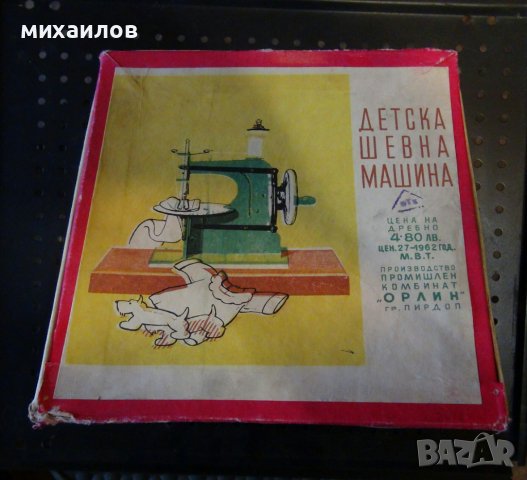 михаилов
ДЕТСКА
ШЕВНА
МАШИНА
ЦЕНА НА
ДРЕБНО
4·80 ЛВ.
ЦЕН.27-1962 ГОД.
М.В.Т.
ПРОИЗВОДСТВО
ПРОМИШЛЕН
КОМБИНАТ
„ОРЛИН"
ГР. ПИРДОП
BAZAR